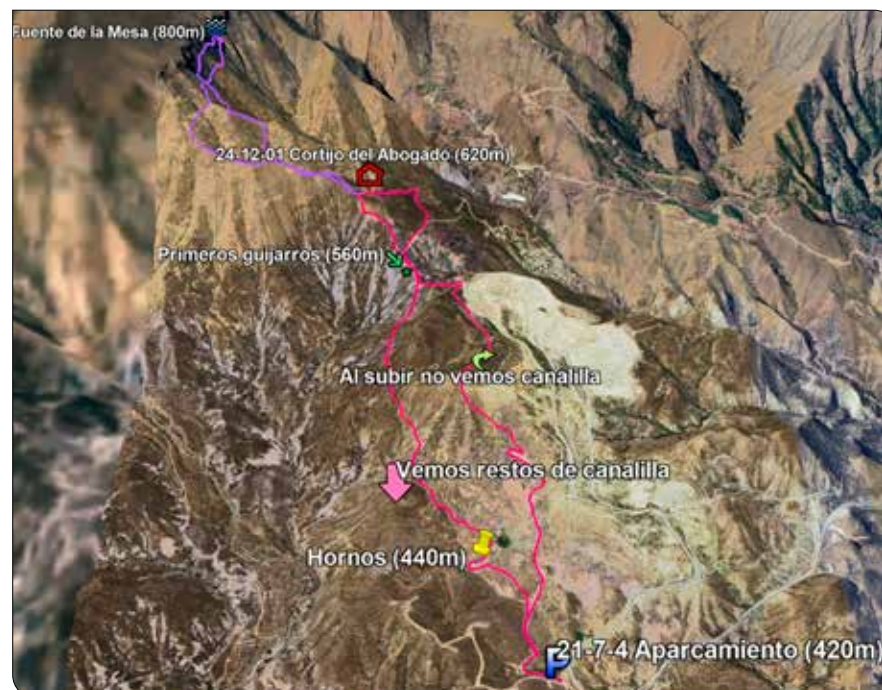 Fuente de la Mesa (800m)
24-12-01 Cortijo del Abogado (620m)
Primeros guijarros (560m)
Al subir no vemos canalilla
Vemos restos de canalilla
Hornos (440m)
P
21-7-4 Aparcamiento (420m)